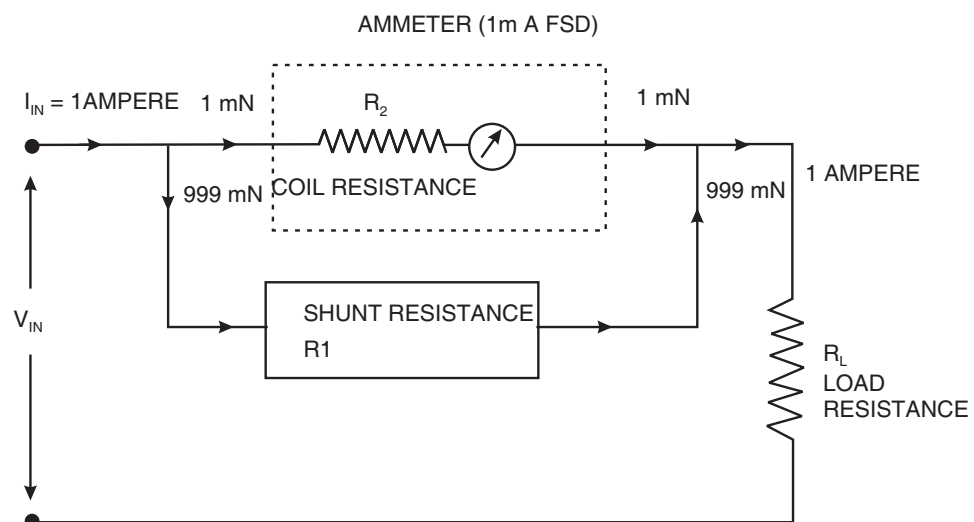 AMMETER (1m A FSD)
I_IN = 1AMPERE
1 mN
R_2
1 mN
COIL RESISTANCE
999 mN
999 mN
1 AMPERE
SHUNT RESISTANCE
R1
V_IN
R_L
LOAD
RESISTANCE